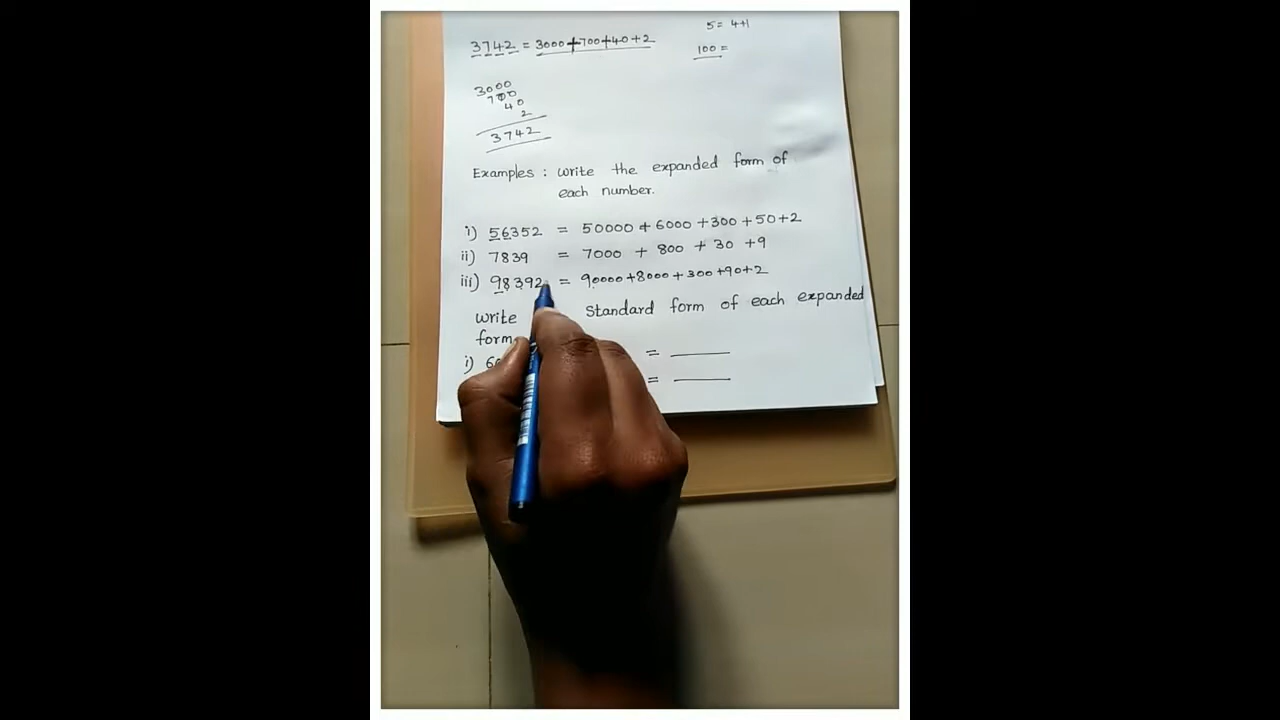 5 = 4+1
3742 = 3000+700+40+2
100 =
3000
700
40
2
3742
Examples : Write the expanded form of
each number.
i) 56352 = 50000 + 6000 +300 +50+2
ii) 7839 = 7000 + 800 + 30 +9
iii) 98392 = 90000+8000+300+90+2
Write Standard form of each expanded
form
i) = ____
= ____